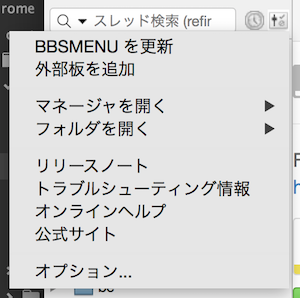 rome
スレッド検索 (refin
BBSMENU を更新
外部板を追加
マネージャを開く
フォルダを開く
リリースノート
トラブルシューティング情報
オンラインヘルプ
公式サイト
オプション...
be